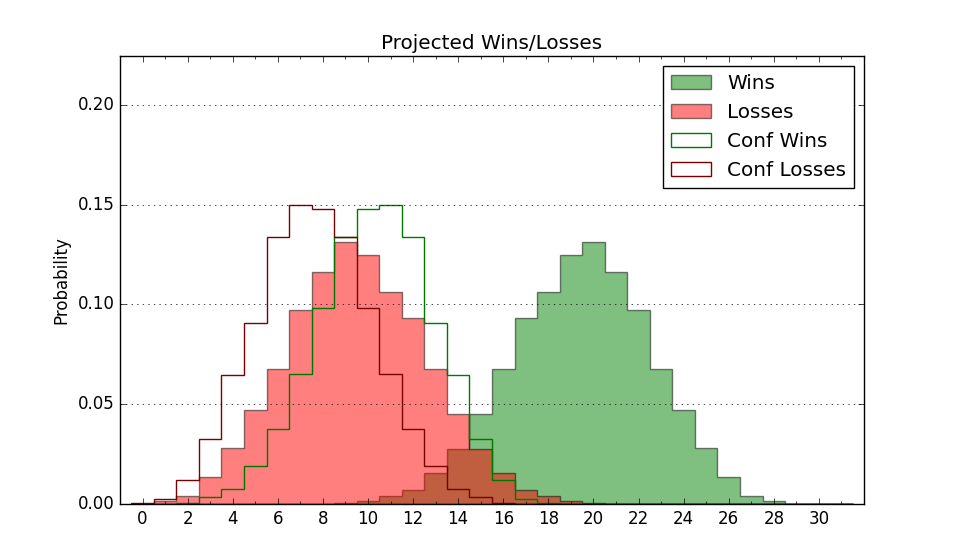 Projected Wins/Losses
Wins
Losses
Conf Wins
Conf Losses
0.20
0.15
0.10
0.05
0.00
Probability
0 2 4 6 8 10 12 14 16 18 20 22 24 26 28 30